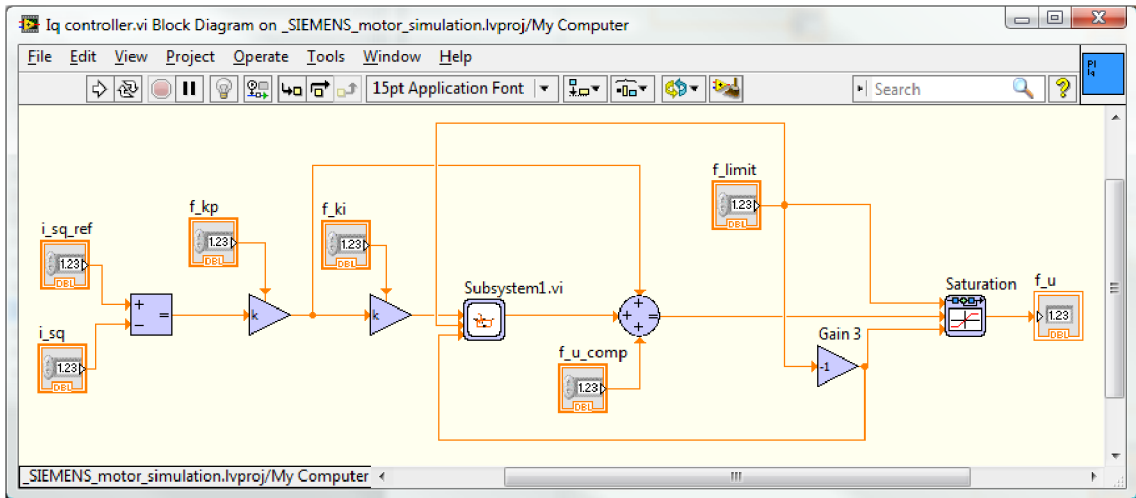 Iq controller.vi Block Diagram on _SIEMENS_motor_simulation.lvproj/My Computer
File Edit View Project Operate Tools Window Help
15pt Application Font
Search
PI
Iq
f_limit
1.23
DBL
f_kp
1.23
DBL
f_ki
1.23
DBL
i_sq_ref
1.23
DBL
Subsystem1.vi
Saturation
f_u
1.23
DBL
+
-
=
k
k
+
+
+
=
i_sq
1.23
DBL
f_u_comp
1.23
DBL
Gain 3
-1
_SIEMENS_motor_simulation.lvproj/My Computer